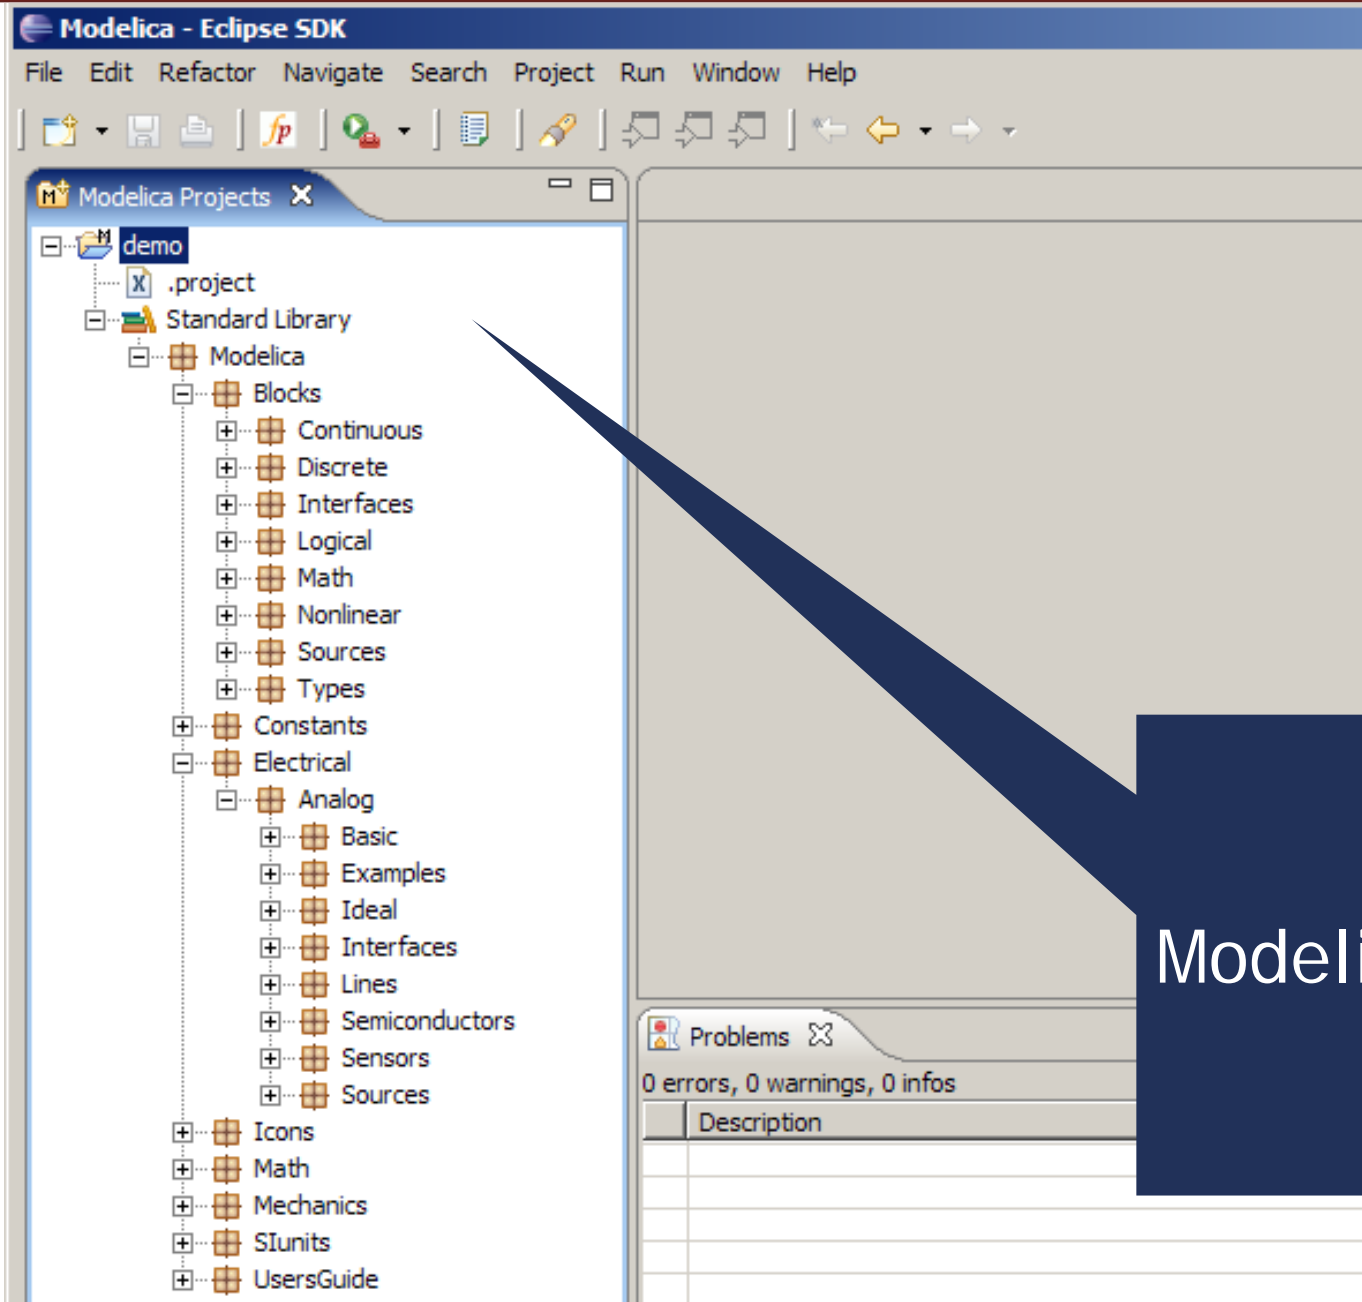 Modelica - Eclipse SDK
File Edit Refactor Navigate Search Project Run Window Help
Modelica Projects
demo
.project
Standard Library
Modelica
Blocks
Continuous
Discrete
Interfaces
Logical
Math
Nonlinear
Sources
Types
Constants
Electrical
Analog
Basic
Examples
Ideal
Interfaces
Lines
Semiconductors
Sensors
Sources
Icons
Math
Mechanics
SIunits
UsersGuide
Problems
0 errors, 0 warnings, 0 infos
Description